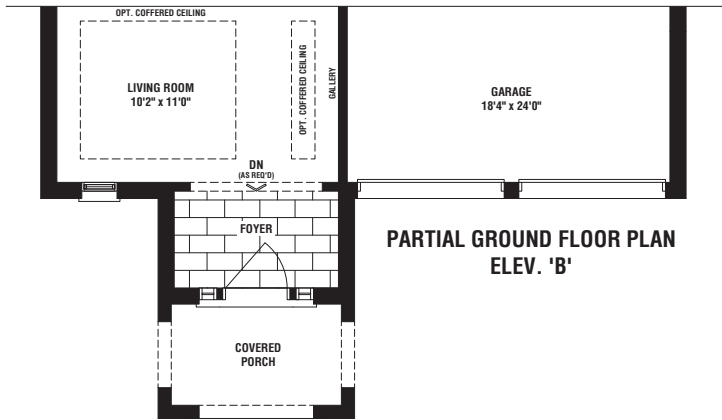 OPT. COFFERED CEILING
LIVING ROOM
10'2" x 11'0"
OPT. COFFERED CEILING
GALLERY
GARAGE
18'4" x 24'0"
DN
(AS REQ'D)
FOYER
PARTIAL GROUND FLOOR PLAN
ELEV. 'B'
COVERED
PORCH